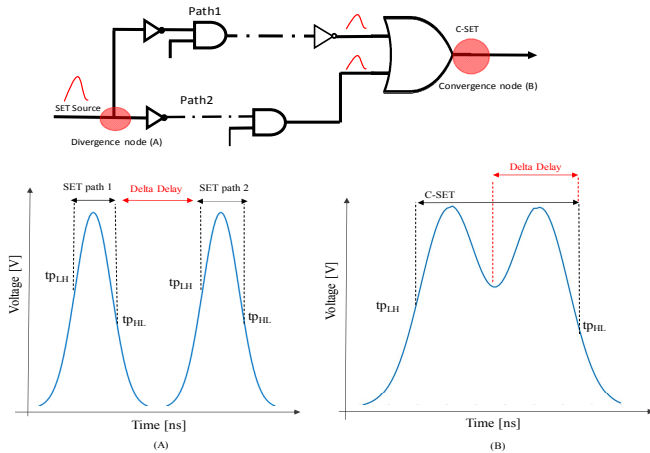 Path1
C-SET
SET Source
Path2
Convergence node (B)
Divergence node (A)
Delta Delay
SET path 1
Delta Delay
SET path 2
C-SET
Voltage [V]
tpLH
tpHL
tpHL
Voltage [V]
tpLH
tpHL
Time [ns]
Time [ns]
(A)
(B)